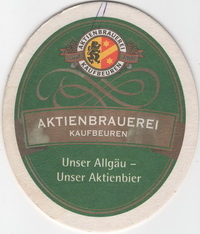 AKTIENBRAUEREI
KAUFBEUREN
AKTIENBRAUEREI
KAUFBEUREN
Unser Allgäu –
Unser Aktienbier